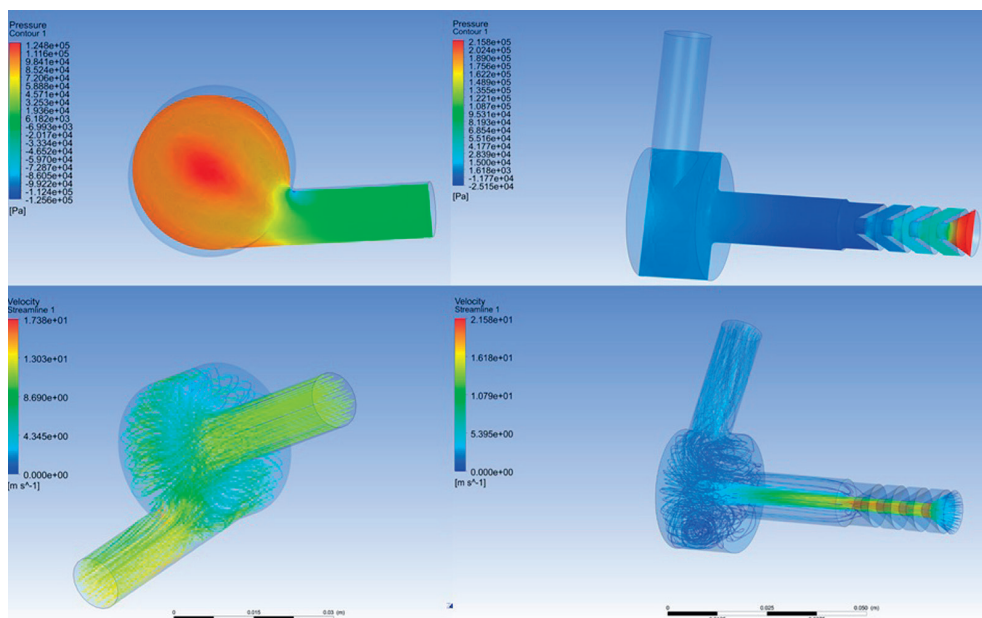 Pressure
Contour 1
1.248e+05
1.116e+05
9.841e+04
8.524e+04
7.206e+04
5.888e+04
4.571e+04
3.253e+04
1.936e+04
6.182e+03
-6.993e+03
-2.017e+04
-3.334e+04
-4.652e+04
-5.970e+04
-7.287e+04
-8.605e+04
-9.922e+04
-1.124e+05
-1.256e+05
[Pa]
Pressure
Contour 1
2.158e+05
2.024e+05
1.890e+05
1.756e+05
1.622e+05
1.489e+05
1.355e+05
1.221e+05
1.087e+05
9.531e+04
8.193e+04
6.854e+04
5.516e+04
4.177e+04
2.839e+04
1.500e+04
1.618e+03
-1.177e+04
-2.515e+04
[Pa]
Velocity
Streamline 1
1.738e+01
1.303e+01
8.690e+00
4.345e+00
0.000e+00
[m s^-1]
0 0.015 0.03 (m)
Velocity
Streamline 1
2.158e+01
1.618e+01
1.079e+01
5.395e+00
0.000e+00
[m s^-1]
0 0.025 0.050 (m)